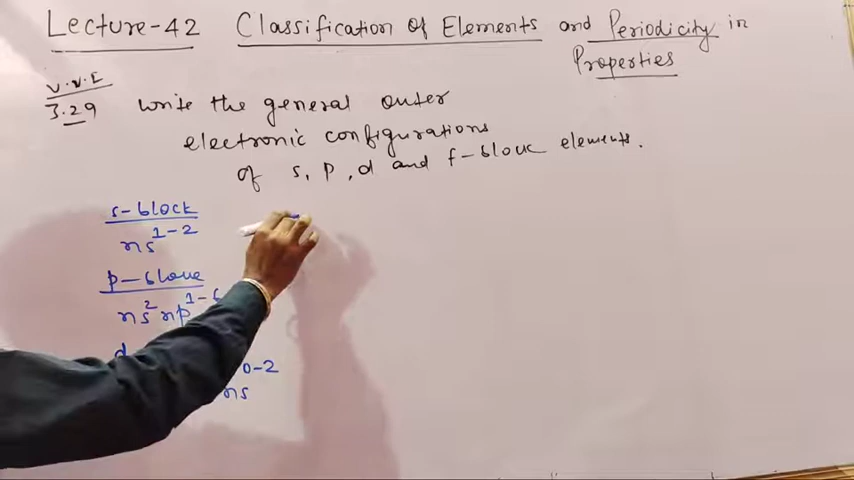 Lecture-42 Classification of Elements and Periodicity in
Properties
V.V.I
3.29 Write the general outer
electronic configurations
of s, p, d and f-block elements.
s-block
ns¹⁻²
p-block
ns² np¹⁻⁶
d
0-2
ns